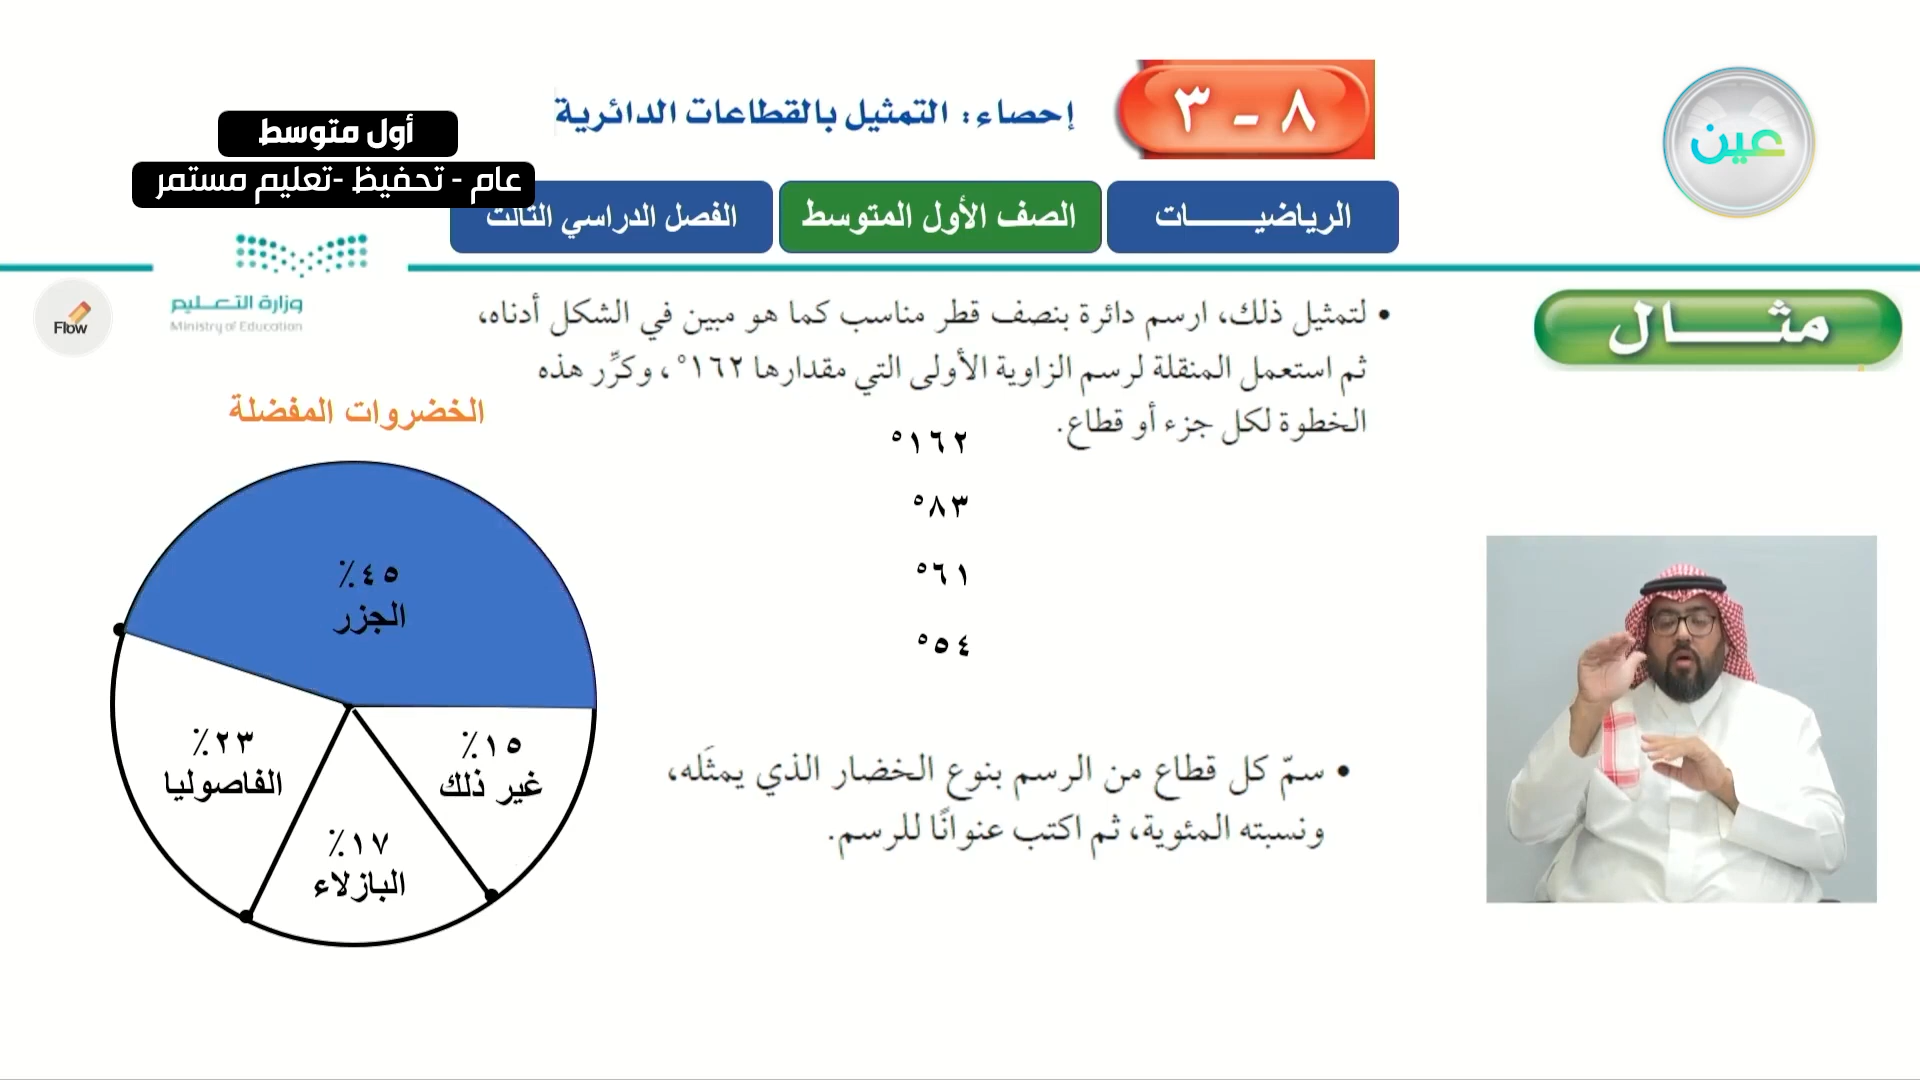 ٨ - ٣
إحصاء: التمثيل بالقطاعات الدائرية
عين
أول متوسط
عام - تحفيظ -تعليم مستمر
الرياضيـــــــات
الصف الأول المتوسط
الفصل الدراسي الثالث
وزارة التعـــليم
Ministry of Education
Flow
مثـــــال
• لتمثيل ذلك، ارسم دائرة بنصف قطر مناسب كما هو مبين في الشكل أدناه،
ثم استعمل المنقلة لرسم الزاوية الأولى التي مقدارها ١٦٢°، وكرِّر هذه
الخطوة لكل جزء أو قطاع.
١٦٢°
٨٣°
٦١°
٥٤°
• سمّ كل قطاع من الرسم بنوع الخضار الذي يمثَله،
ونسبته المئوية، ثم اكتب عنوانًا للرسم.
الخضروات المفضلة
٤٥٪
الجزر
١٥٪
غير ذلك
٢٣٪
الفاصوليا
١٧٪
البازلاء